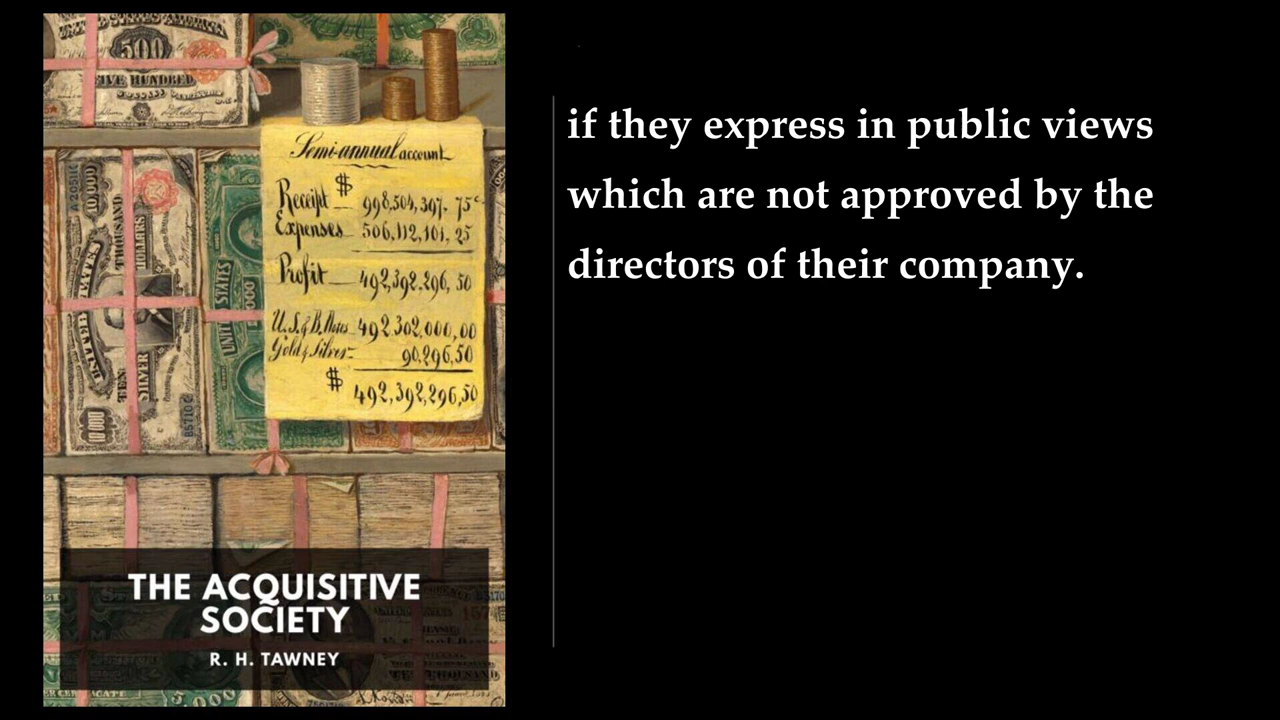 500
FIVE HUNDRED
Semi-annual account
$
Receipt 998,504,397. 75c
Expenses 506,112,101, 25
Profit 492,392,296, 50
U.S. & B. Notes 492.302,000,00
Gold & Silver 90,296,50
$ 492,392,296,50
THE ACQUISITIVE
SOCIETY
R. H. TAWNEY
if they express in public views
which are not approved by the
directors of their company.